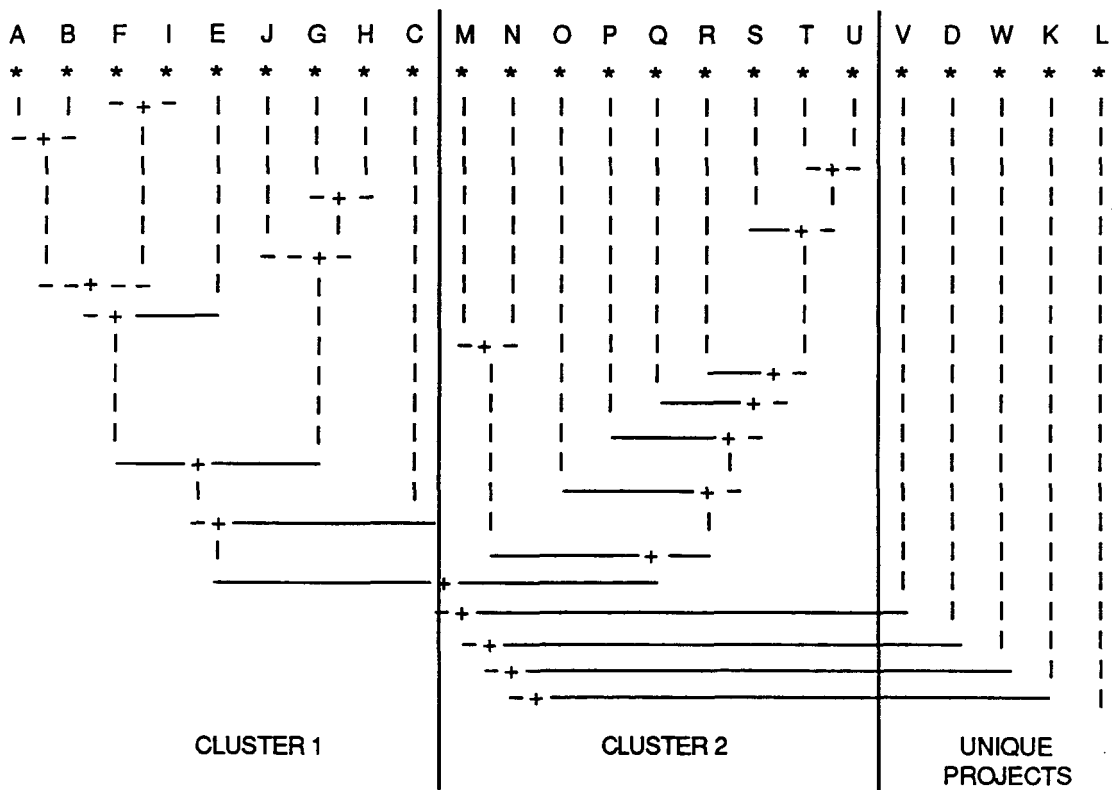 A B F I E J G H C M N O P Q R S T U V D W K L
* * * * * * * * * * * * * * * * * * * * * * *
CLUSTER 1 CLUSTER 2 UNIQUE
PROJECTS